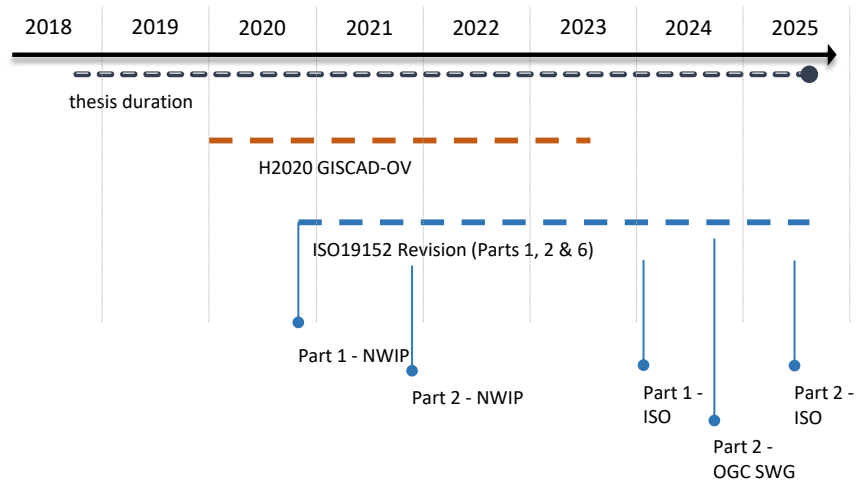 2018 2019 2020 2021 2022 2023 2024 2025
thesis duration
H2020 GISCAD-OV
ISO19152 Revision (Parts 1, 2 & 6)
Part 1 - NWIP
Part 2 - NWIP
Part 1 -
ISO
Part 2 -
OGC SWG
Part 2 -
ISO